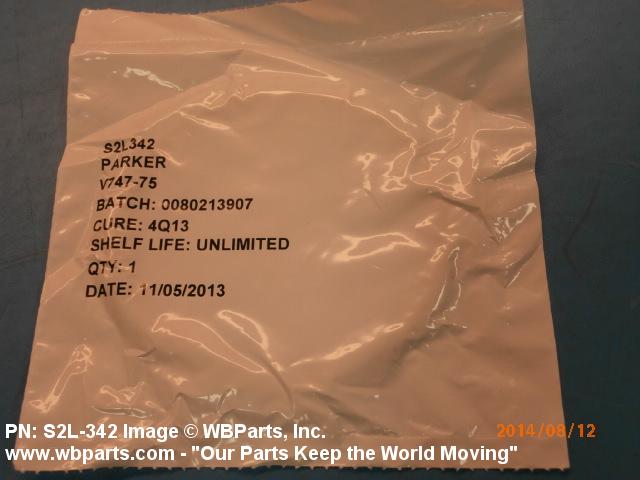 S2L342
PARKER
V747-75
BATCH: 0080213907
CURE: 4Q13
SHELF LIFE: UNLIMITED
QTY: 1
DATE: 11/05/2013
2014/08/12
PN: S2L-342 Image © WBParts, Inc.
www.wbparts.com - "Our Parts Keep the World Moving"